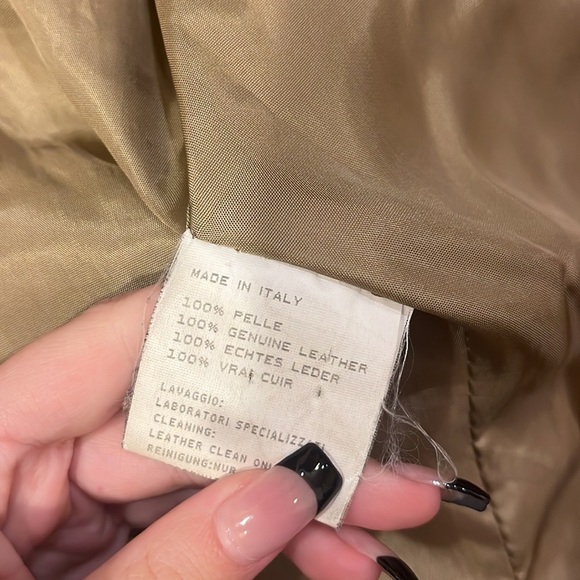 MADE IN ITALY
100% PELLE
100% GENUINE LEATHER
100% ECHTES LEDER
100% VRAI CUIR
LAVAGGIO:
LABORATORI SPECIALIZZATI
CLEANING:
LEATHER CLEAN
REINIGUNG:NUR